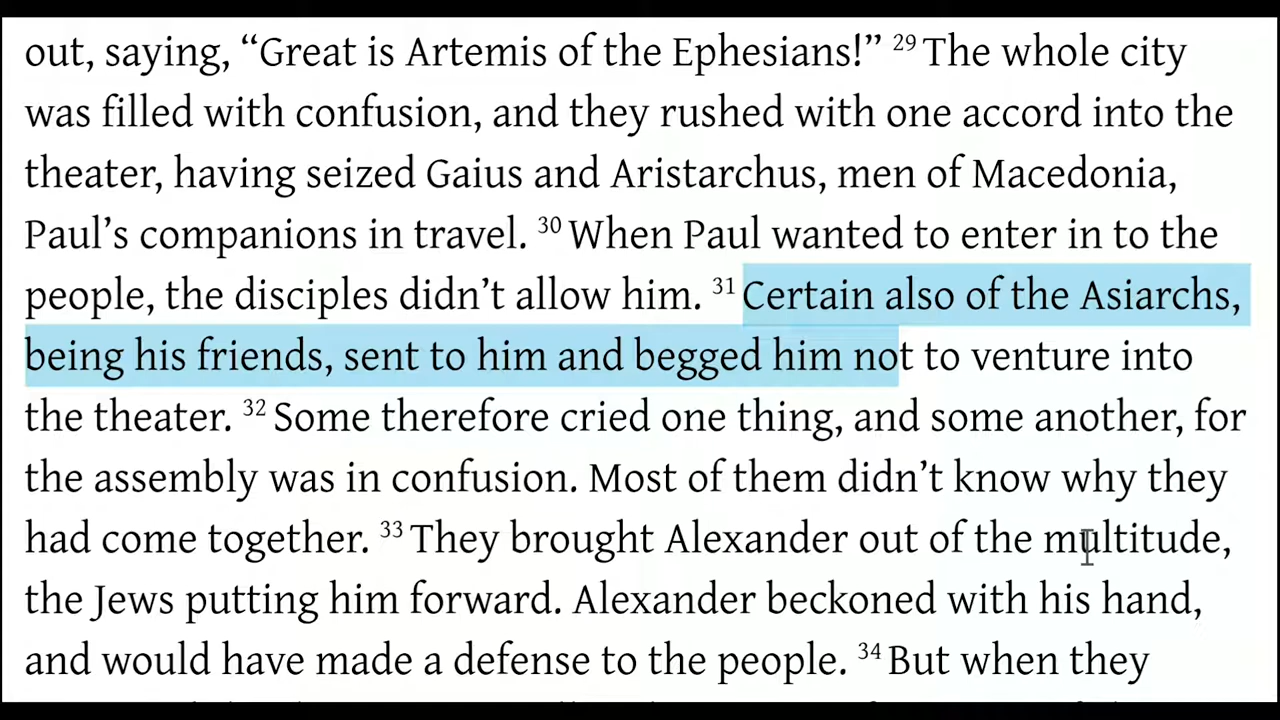 out, saying, “Great is Artemis of the Ephesians!” 29 The whole city
was filled with confusion, and they rushed with one accord into the
theater, having seized Gaius and Aristarchus, men of Macedonia,
Paul’s companions in travel. 30 When Paul wanted to enter in to the
people, the disciples didn’t allow him. 31 Certain also of the Asiarchs,
being his friends, sent to him and begged him not to venture into
the theater. 32 Some therefore cried one thing, and some another, for
the assembly was in confusion. Most of them didn’t know why they
had come together. 33 They brought Alexander out of the multitude,
the Jews putting him forward. Alexander beckoned with his hand,
and would have made a defense to the people. 34 But when they